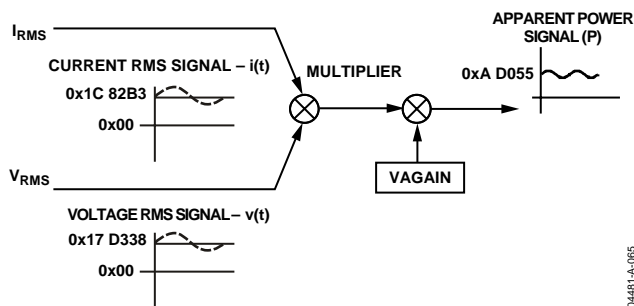 I_RMS
CURRENT RMS SIGNAL – i(t)
0x1C 82B3
0x00
MULTIPLIER
APPARENT POWER
SIGNAL (P)
0xA D055
VAGAIN
V_RMS
VOLTAGE RMS SIGNAL – v(t)
0x17 D338
0x00
04481-A-065